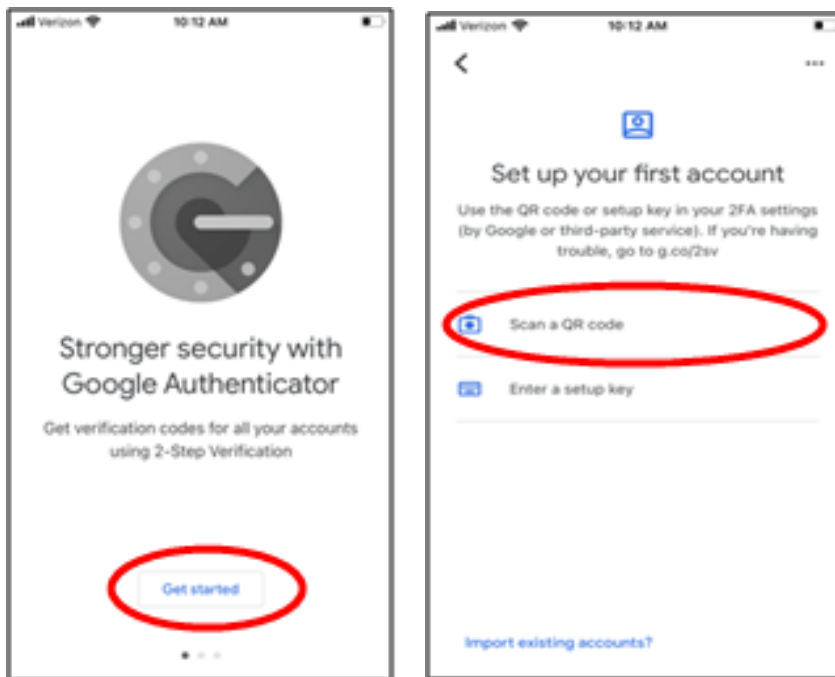 Verizon 10:12 AM
Stronger security with
Google Authenticator
Get verification codes for all your accounts
using 2-Step Verification
Get started
Verizon 10:12 AM
Set up your first account
Use the QR code or setup key in your 2FA settings
(by Google or third-party service). If you're having
trouble, go to g.co/2sv
Scan a QR code
Enter a setup key
Import existing accounts?